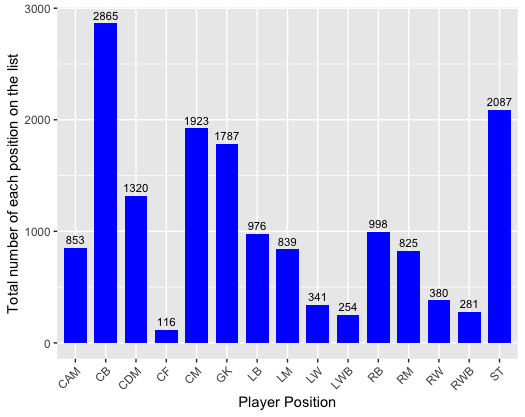 Total number of each position on the list
3000
2000
1000
0
853
2865
1320
116
1923
1787
976
839
341
254
998
825
380
281
2087
CAM
CB
CDM
CF
CM
GK
LB
LM
LW
LWB
RB
RM
RW
RWB
ST
Player Position